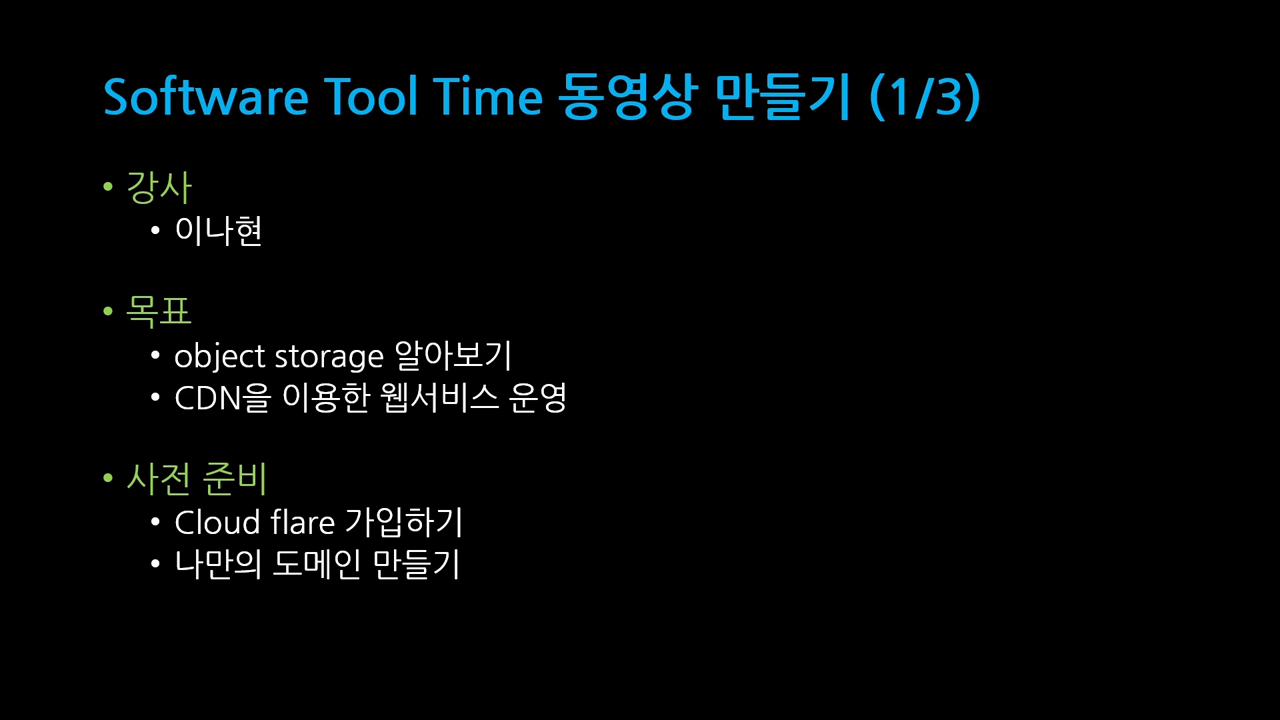 Software Tool Time 동영상 만들기 (1/3)
• 강사
• 이나현
• 목표
• object storage 알아보기
• CDN을 이용한 웹서비스 운영
• 사전 준비
• Cloud flare 가입하기
• 나만의 도메인 만들기